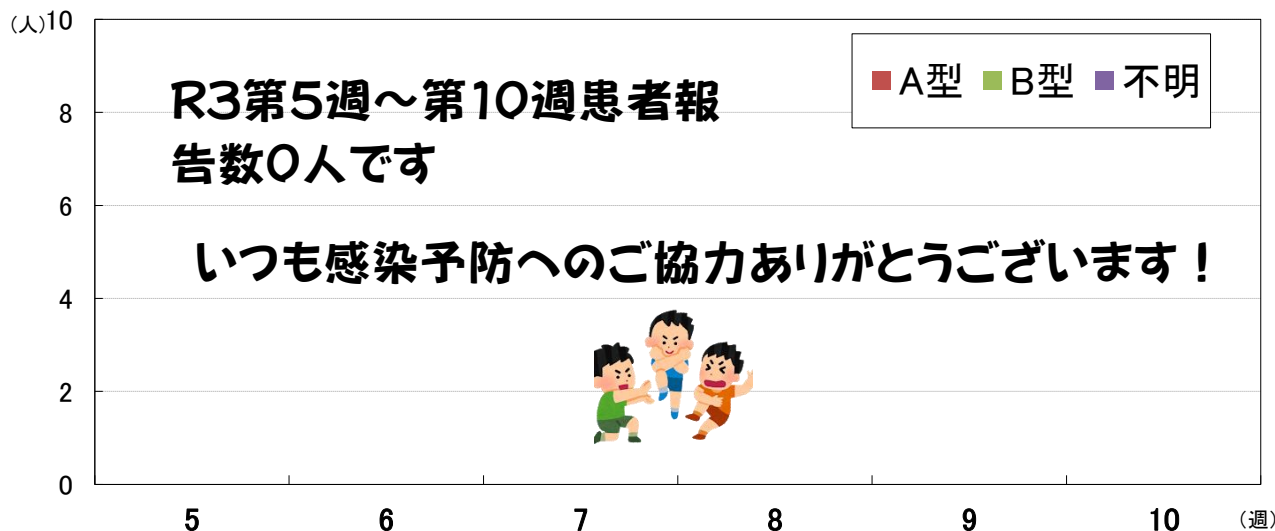 (人)10
A型 B型 不明
R3第5週～第10週患者報
8
告数0人です
6
いつも感染予防へのご協力ありがとうございます！
4
2
0
5 6 7 8 9 10 (週)